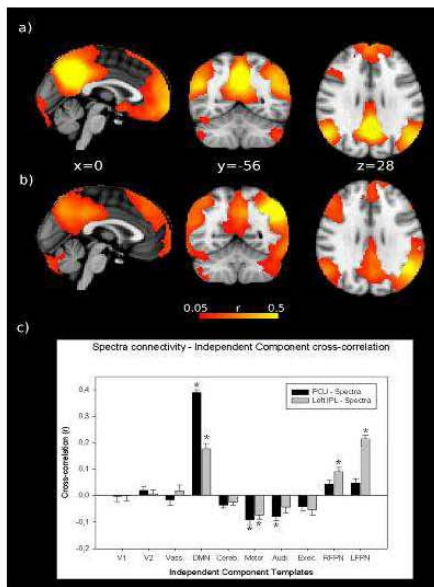 a)
x=0 y=-56 z=28
b)
0.05 r 0.5
c)
Spectra connectivity - Independent Component cross-correlation
PCU - Spectra
Left IPL - Spectra
Cross-correlation (r)
0,4
0,3
0,2
0,1
0,0
-0,1
-0,2
* * * * * * *
V1 V2 Vass. DMN Cereb. Motor Audi. Exec. RFPN LFPN
Independent Component Templates